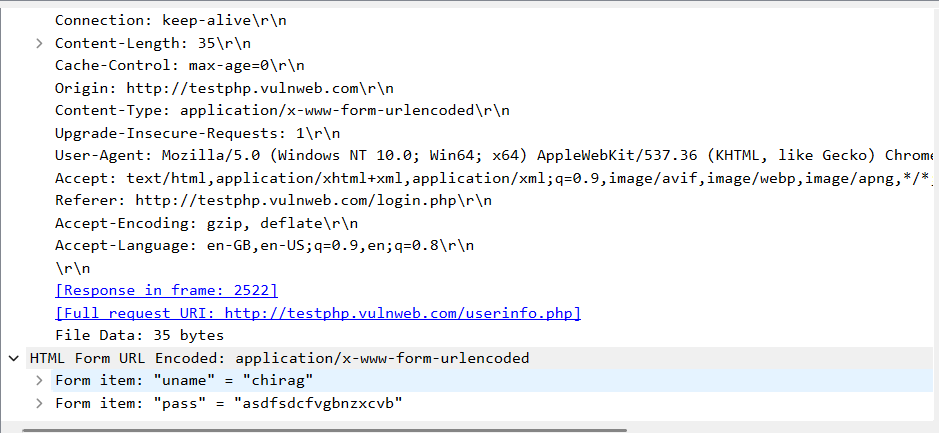 Connection: keep-alive\r\n
Content-Length: 35\r\n
Cache-Control: max-age=0\r\n
Origin: http://testphp.vulnweb.com\r\n
Content-Type: application/x-www-form-urlencoded\r\n
Upgrade-Insecure-Requests: 1\r\n
User-Agent: Mozilla/5.0 (Windows NT 10.0; Win64; x64) AppleWebKit/537.36 (KHTML, like Gecko) Chrome
Accept: text/html,application/xhtml+xml,application/xml;q=0.9,image/avif,image/webp,image/apng,*/*
Referer: http://testphp.vulnweb.com/login.php\r\n
Accept-Encoding: gzip, deflate\r\n
Accept-Language: en-GB,en-US;q=0.9,en;q=0.8\r\n
\r\n
[Response in frame: 2522]
[Full request URI: http://testphp.vulnweb.com/userinfo.php]
File Data: 35 bytes
HTML Form URL Encoded: application/x-www-form-urlencoded
Form item: "uname" = "chirag"
Form item: "pass" = "asdfsdcfvgbnzxcvb"